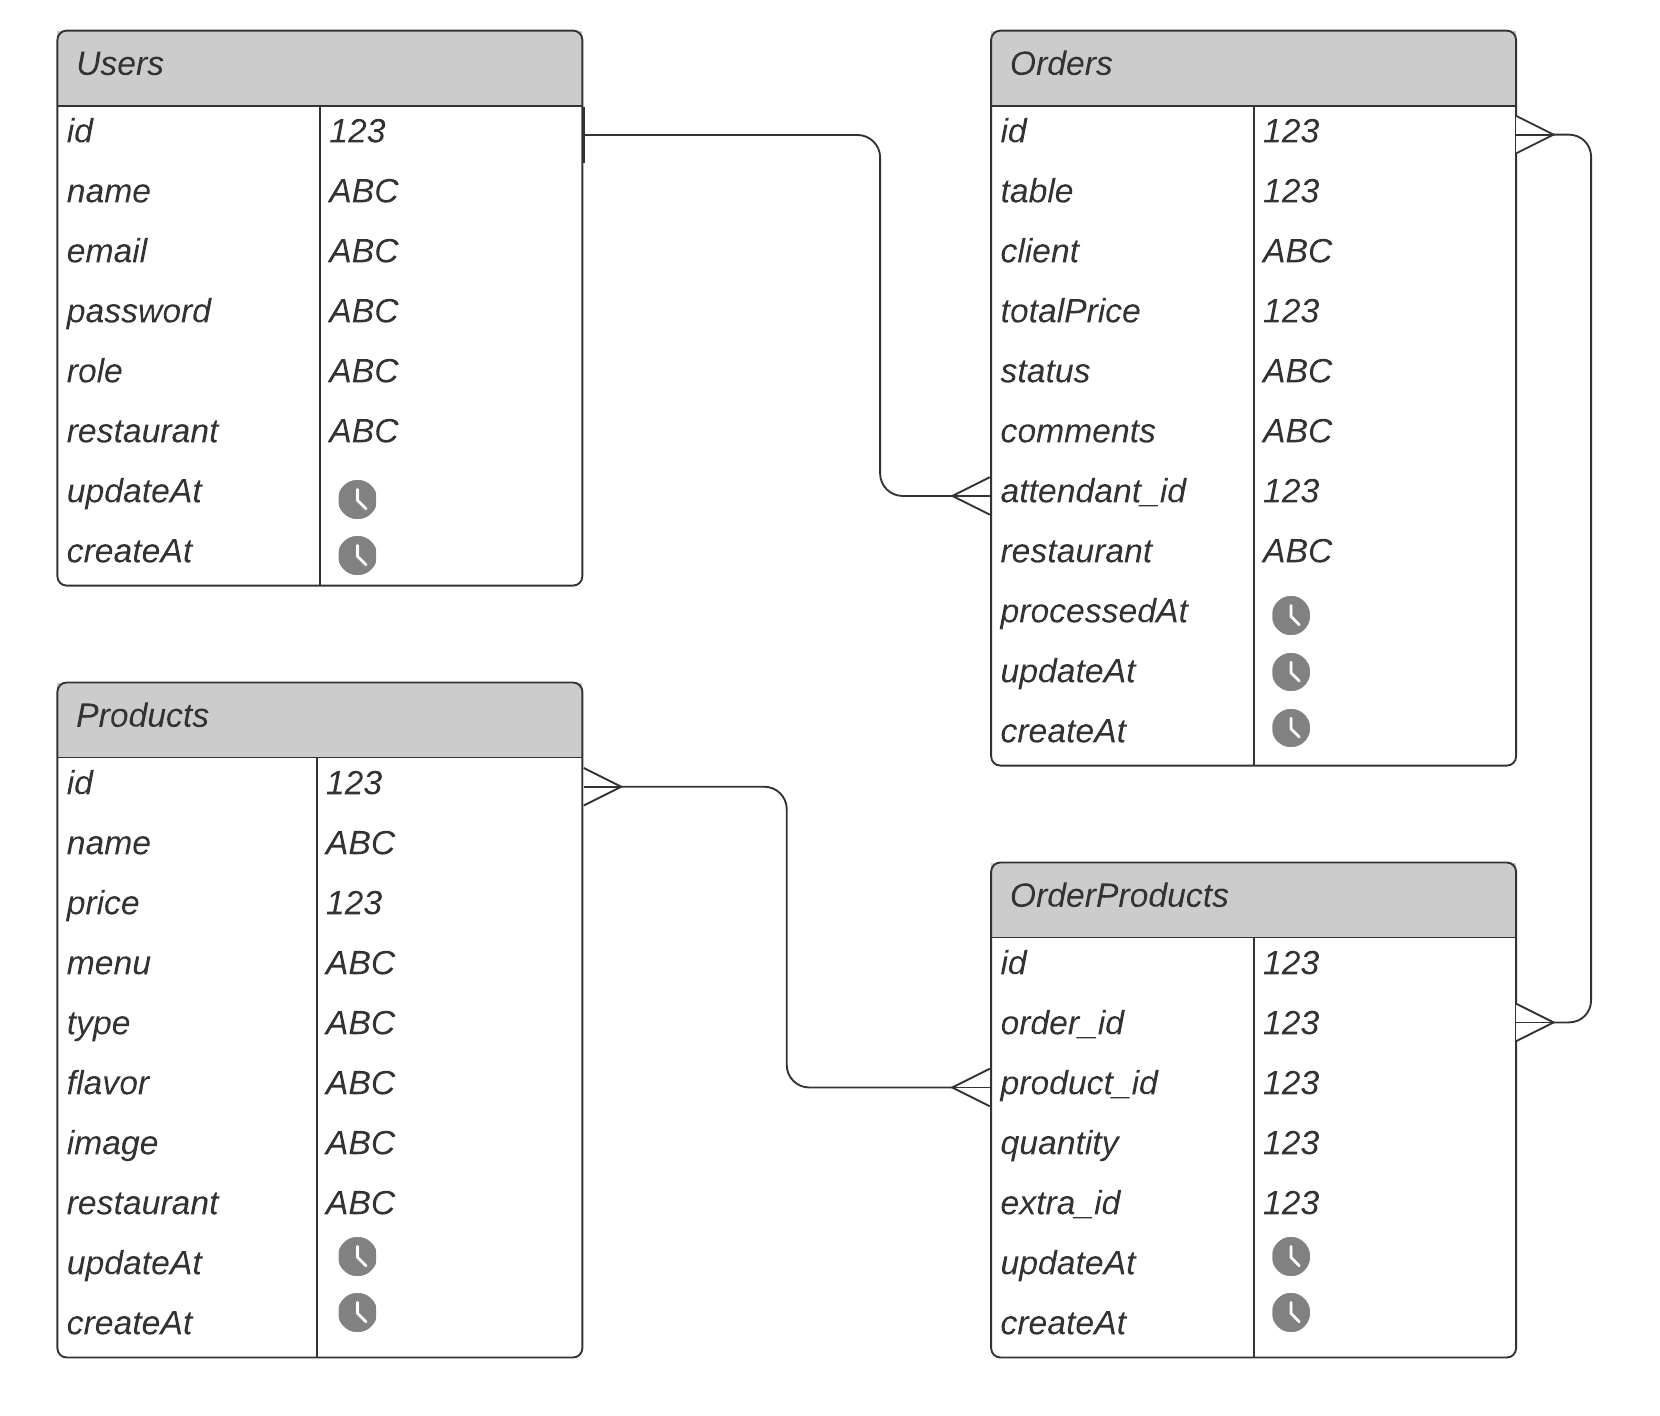 Users
id 123
name ABC
email ABC
password ABC
role ABC
restaurant ABC
updateAt
createAt
Orders
id 123
table 123
client ABC
totalPrice 123
status ABC
comments ABC
attendant_id 123
restaurant ABC
processedAt
updateAt
createAt
Products
id 123
name ABC
price 123
menu ABC
type ABC
flavor ABC
image ABC
restaurant ABC
updateAt
createAt
OrderProducts
id 123
order_id 123
product_id 123
quantity 123
extra_id 123
updateAt
createAt